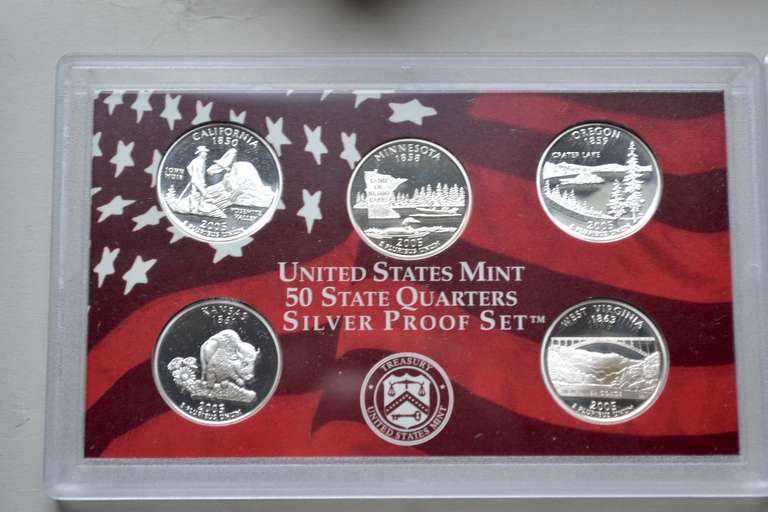 CALIFORNIA
1850
JOHN
MUIR
YOSEMITE
VALLEY
2005
E PLURIBUS UNUM
MINNESOTA
1858
LAND
OF
10,000
LAKES
2005
E PLURIBUS UNUM
OREGON
1859
CRATER LAKE
2005
E PLURIBUS UNUM
UNITED STATES MINT
50 STATE QUARTERS
SILVER PROOF SET™
KANSAS
1861
2005
E PLURIBUS UNUM
TREASURY
UNITED STATES MINT
WEST VIRGINIA
1863
2005
E PLURIBUS UNUM